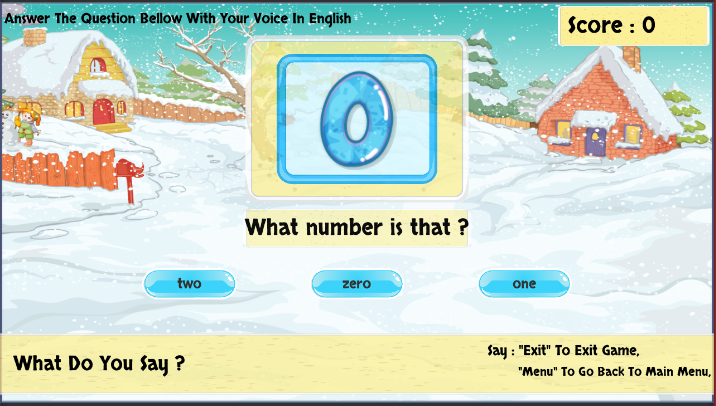 Answer The Question Bellow With Your Voice In English
Score : 0
0
What number is that ?
two
zero
one
What Do You Say ?
Say : "Exit" To Exit Game,
"Menu" To Go Back To Main Menu,